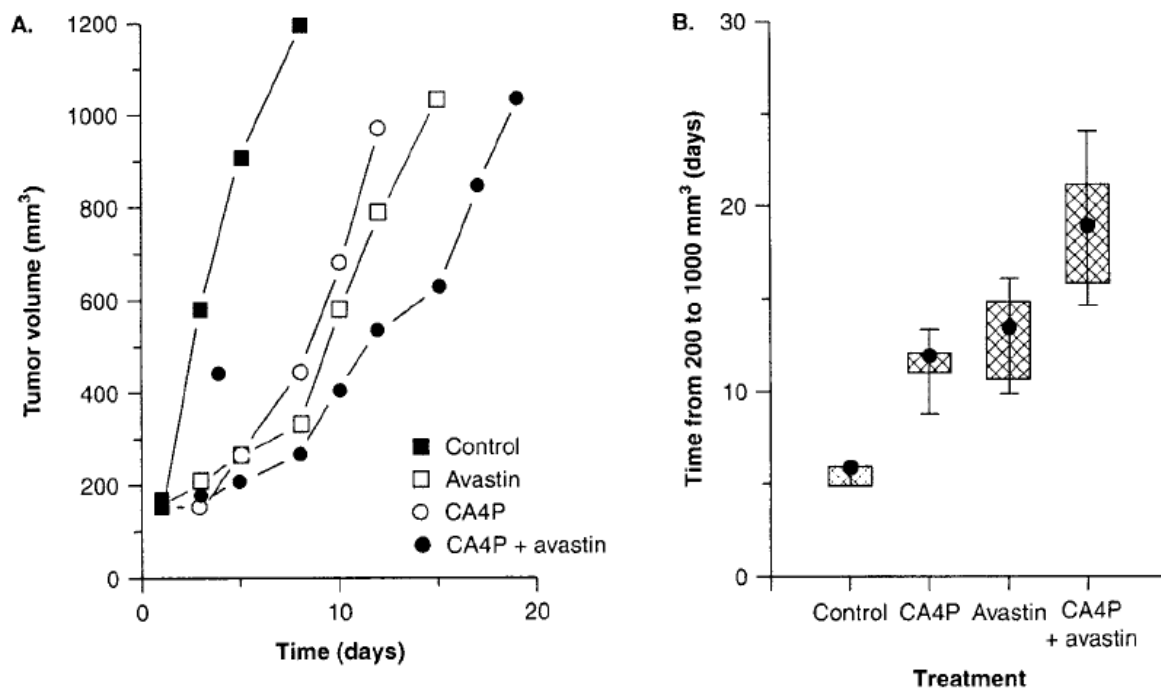 A.
1200
1000
800
600
400
200
0
Tumor volume (mm³)
Control
Avastin
CA4P
CA4P + avastin
0
10
20
Time (days)
B.
30
20
10
0
Time from 200 to 1000 mm³ (days)
Control
CA4P
Avastin
CA4P
+ avastin
Treatment